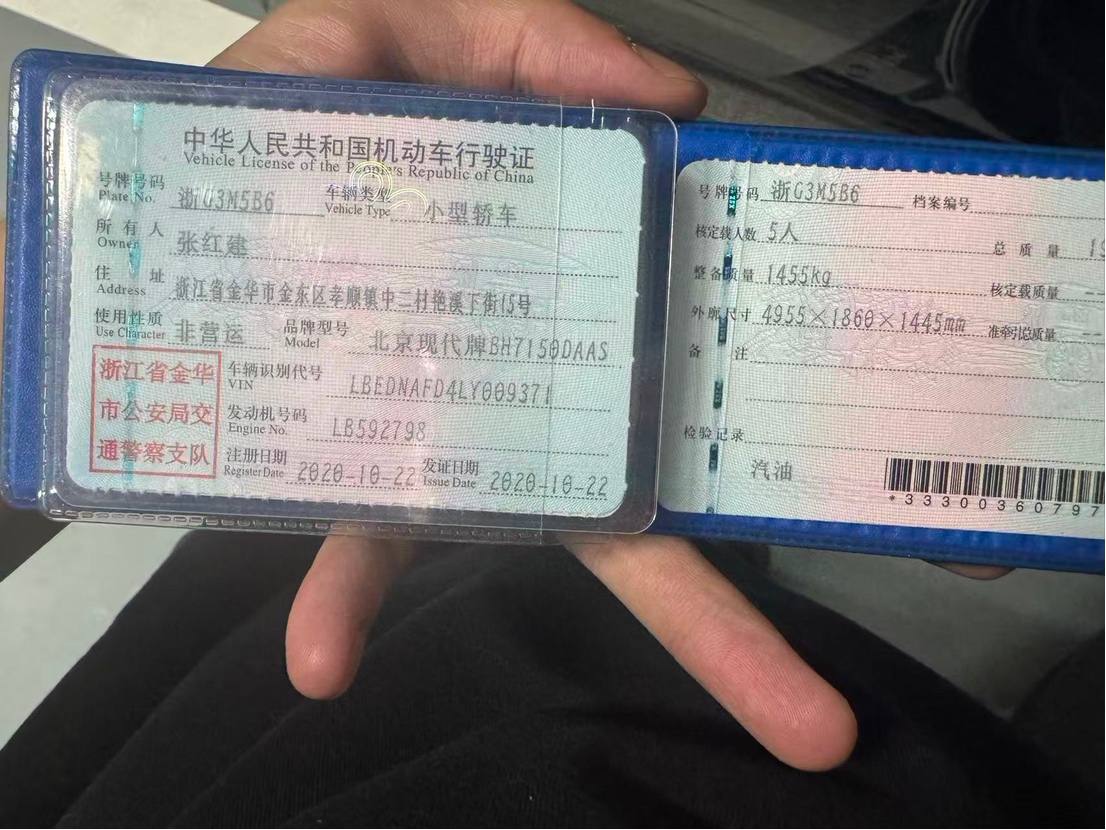 中华人民共和国机动车行驶证
Vehicle License of the People's Republic of China
号牌号码 浙G3M5B6 车辆类型 小型轿车
Plate No. Vehicle Type
所有人 张红建
Owner
住址 浙江省金华市金东区孝顺镇中二村艳溪下街15号
Address
使用性质 非营运 品牌型号 北京现代牌BH7150DAAS
Use Character Model
浙江省金华
市公安局交
通警察支队
车辆识别代号 LBEDNAFD4LY009371
VIN
发动机号码 LB592798
Engine No.
注册日期 2020-10-22 发证日期 2020-10-22
Register Date Issue Date
号牌号码 浙G3M5B6 档案编号
核定载人数 5人 总质量 19
整备质量 1455kg 核定载质量 --
外廓尺寸 4955×1860×1445mm 准牵引总质量 --
备注
检验记录
汽油
*33300360797